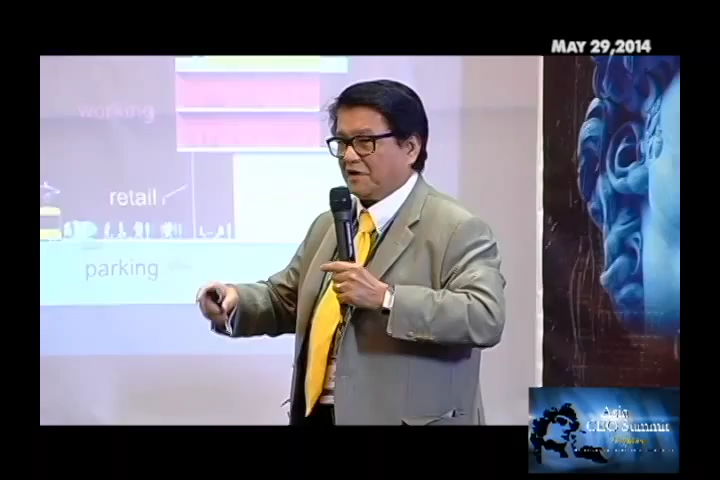 MAY 29,2014
working
retail
parking
Asia
CEO Summit